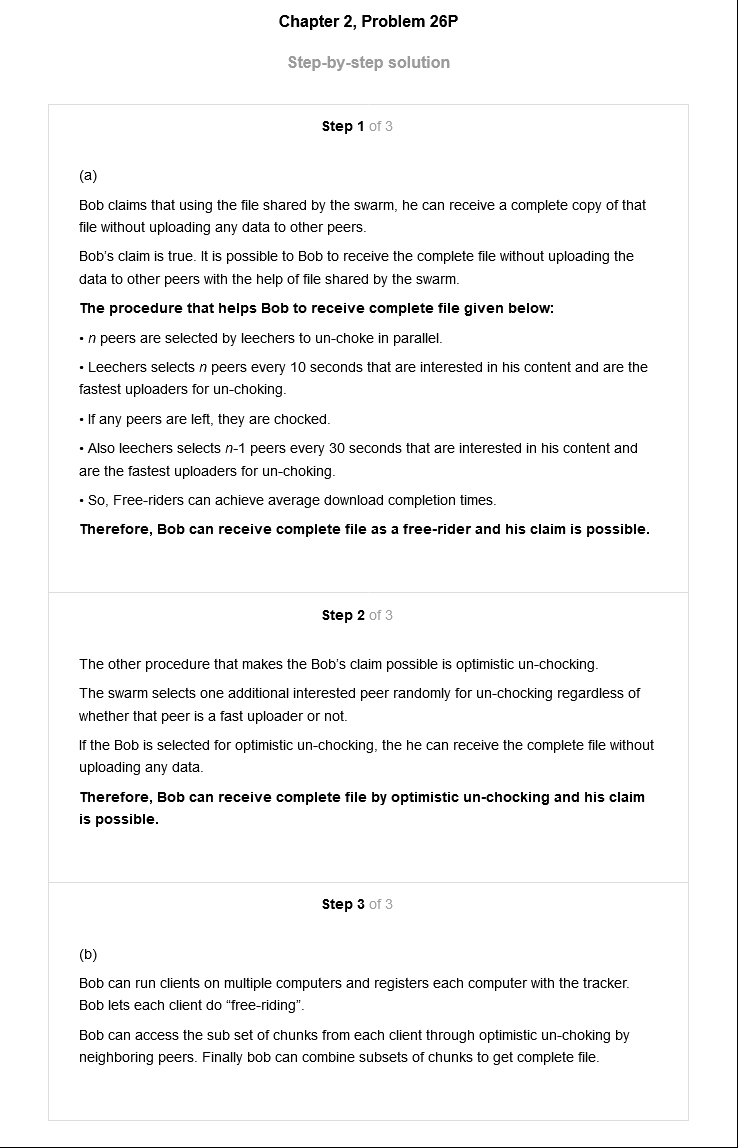 Chapter 2, Problem 26P
Step-by-step solution
Step 1 of 3
(a)
Bob claims that using the file shared by the swarm, he can receive a complete copy of that
file without uploading any data to other peers.
Bob's claim is true. It is possible to Bob to receive the complete file without uploading the
data to other peers with the help of file shared by the swarm.
The procedure that helps Bob to receive complete file given below:
• n peers are selected by leechers to un-choke in parallel.
• Leechers selects n peers every 10 seconds that are interested in his content and are the
fastest uploaders for un-choking.
• If any peers are left, they are chocked.
• Also leechers selects n-1 peers every 30 seconds that are interested in his content and
are the fastest uploaders for un-choking.
• So, Free-riders can achieve average download completion times.
Therefore, Bob can receive complete file as a free-rider and his claim is possible.
Step 2 of 3
The other procedure that makes the Bob's claim possible is optimistic un-chocking.
The swarm selects one additional interested peer randomly for un-chocking regardless of
whether that peer is a fast uploader or not.
If the Bob is selected for optimistic un-chocking, the he can receive the complete file without
uploading any data.
Therefore, Bob can receive complete file by optimistic un-chocking and his claim
is possible.
Step 3 of 3
(b)
Bob can run clients on multiple computers and registers each computer with the tracker.
Bob lets each client do “free-riding”.
Bob can access the sub set of chunks from each client through optimistic un-choking by
neighboring peers. Finally bob can combine subsets of chunks to get complete file.